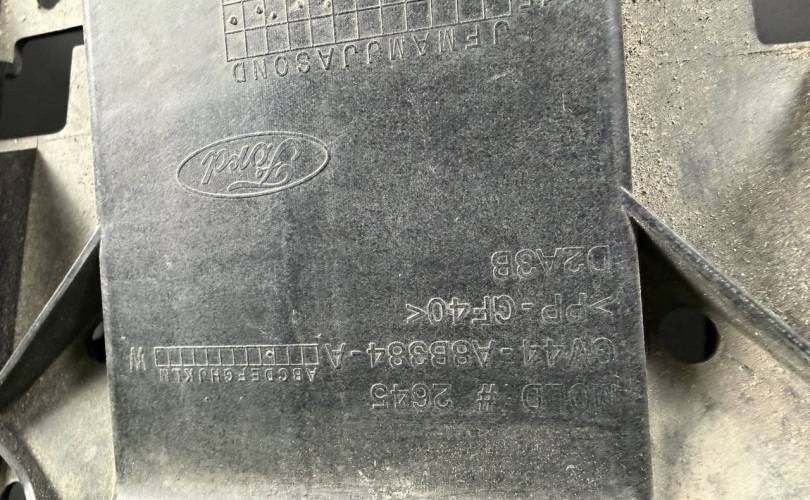 MOLD # 2645
ABCDEFGHJKLM
GV44-A8B384-A
>PP-GF40<
D2A3B
Ford
JFMAMJJASOND